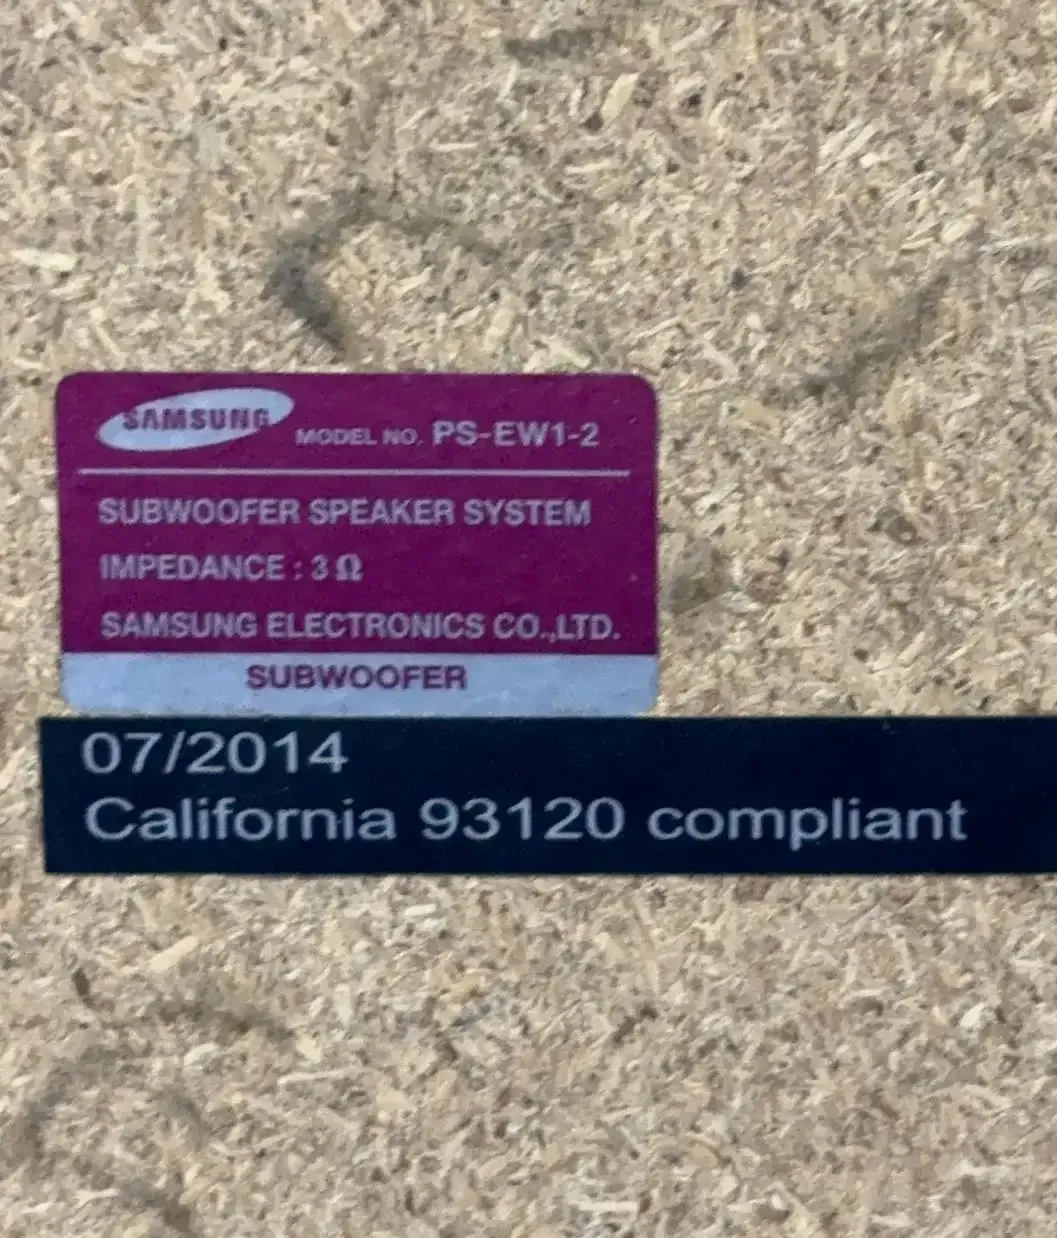 SAMSUNG MODEL NO. PS-EW1-2
SUBWOOFER SPEAKER SYSTEM
IMPEDANCE : 3 Ω
SAMSUNG ELECTRONICS CO.,LTD.
SUBWOOFER
07/2014
California 93120 compliant